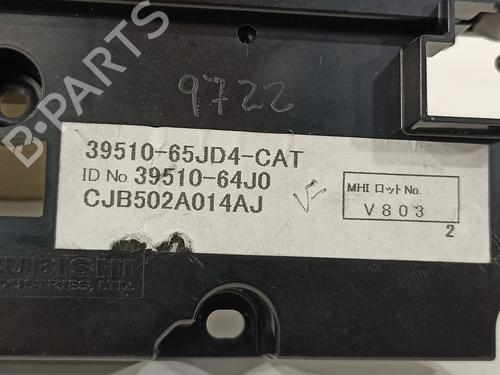 B-PARTS
9722
39510-65JD4-CAT
ID No. 39510-64J0
CJB502A014AJ
MHI ロット No.
V803
2